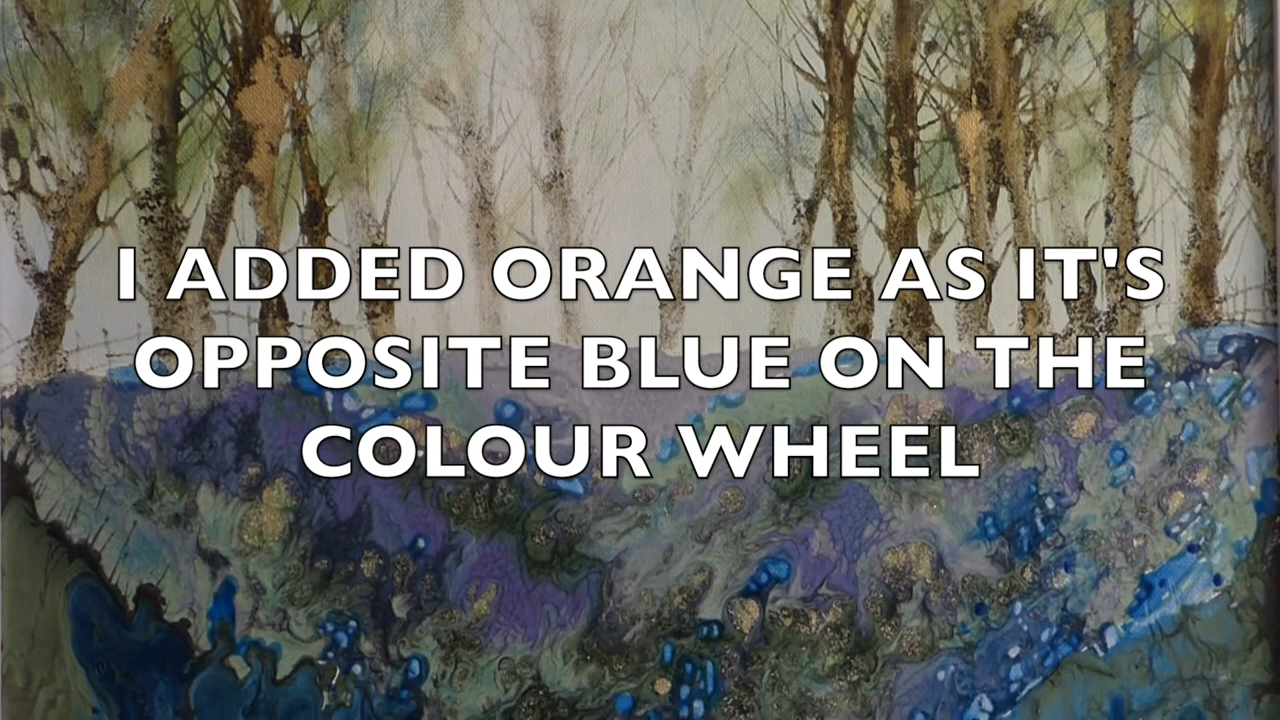 I ADDED ORANGE AS IT'S
OPPOSITE BLUE ON THE
COLOUR WHEEL